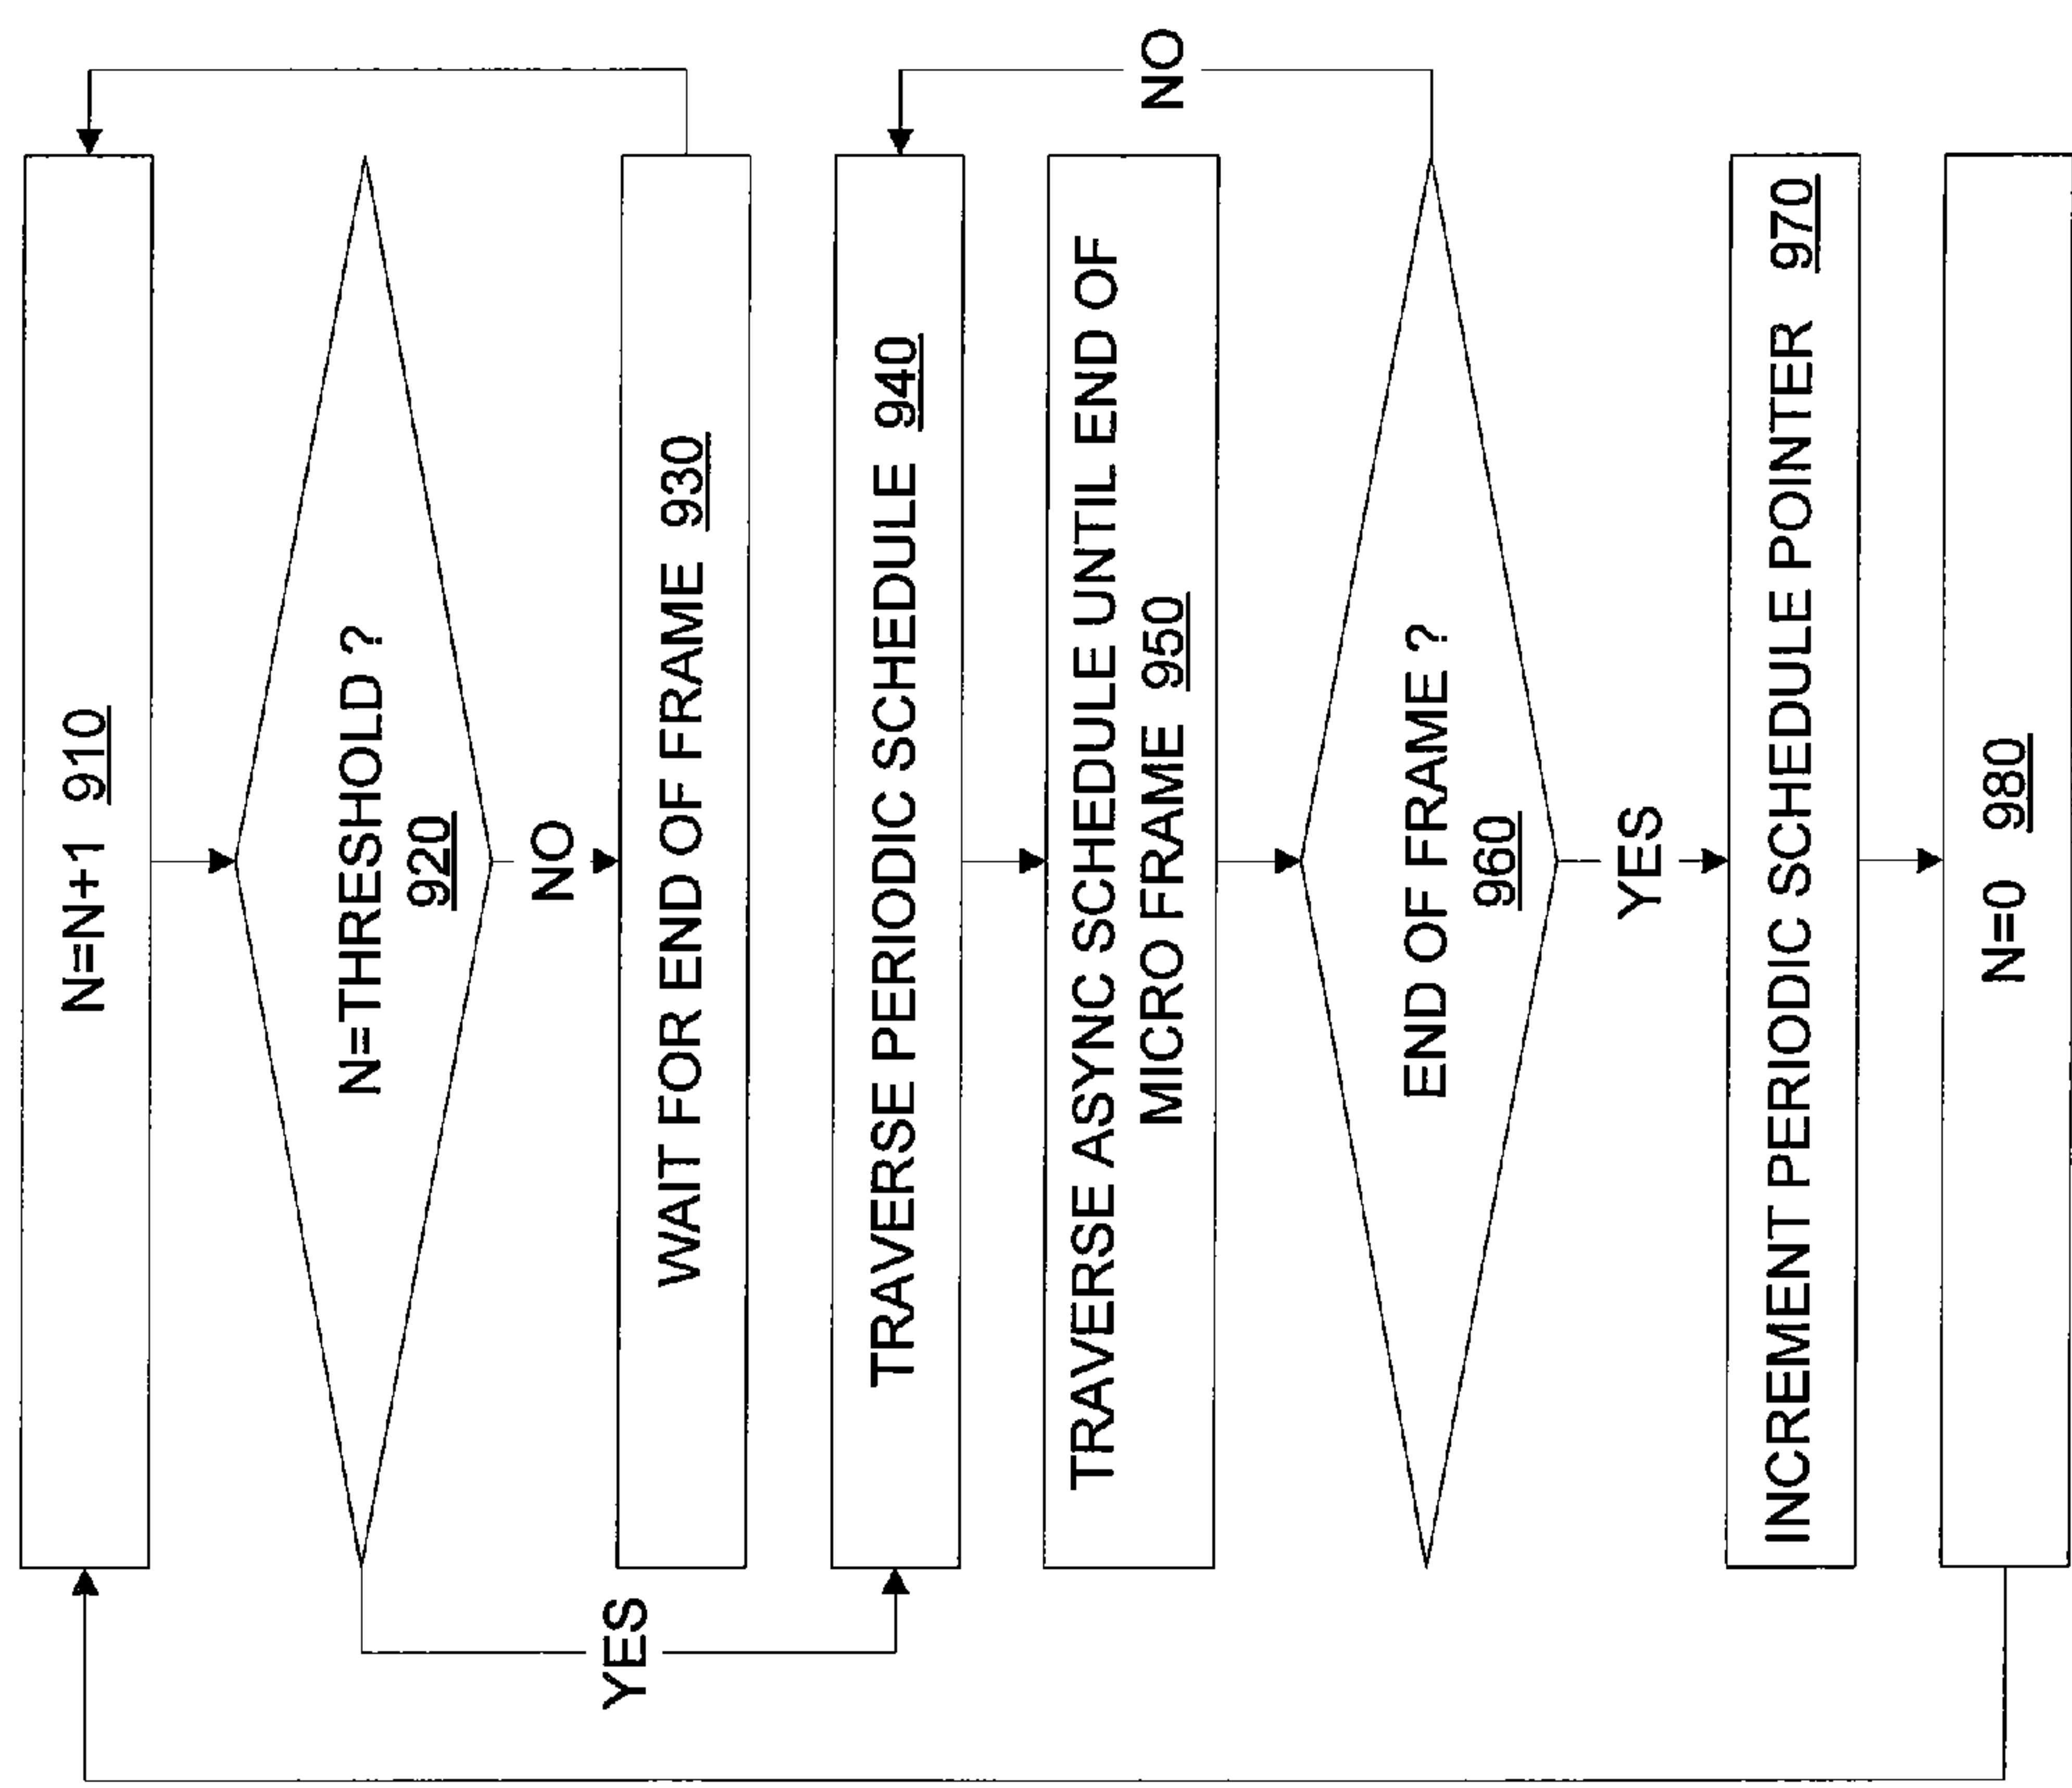 N=N+1 910
N=THRESHOLD ?
920
NO
YES
WAIT FOR END OF FRAME 930
TRAVERSE PERIODIC SCHEDULE 940
TRAVERSE ASYNC SCHEDULE UNTIL END OF
MICRO FRAME 950
END OF FRAME ?
960
NO
YES
INCREMENT PERIODIC SCHEDULE POINTER 970
N=0 980